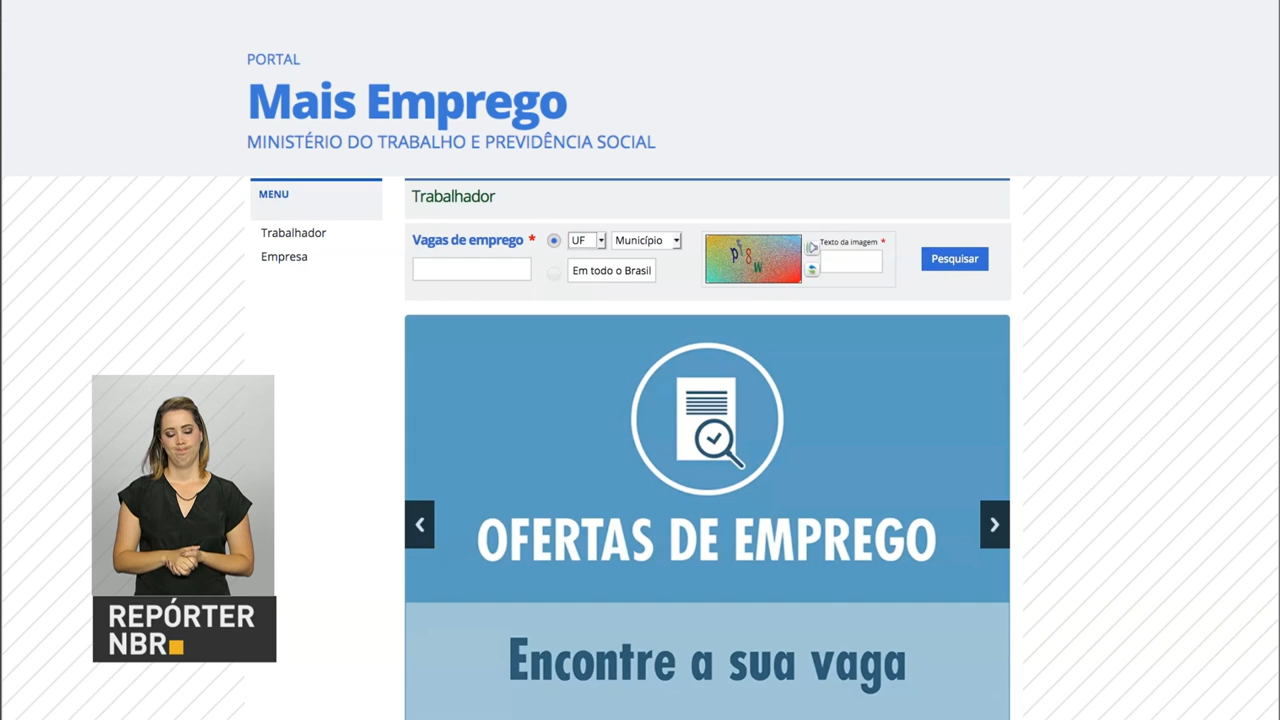 PORTAL
Mais Emprego
MINISTÉRIO DO TRABALHO E PREVIDÊNCIA SOCIAL
MENU
Trabalhador
Empresa
Trabalhador
Vagas de emprego *
UF
Município
Em todo o Brasil
Texto da imagem *
Pesquisar
OFERTAS DE EMPREGO
Encontre a sua vaga
REPÓRTER
NBR